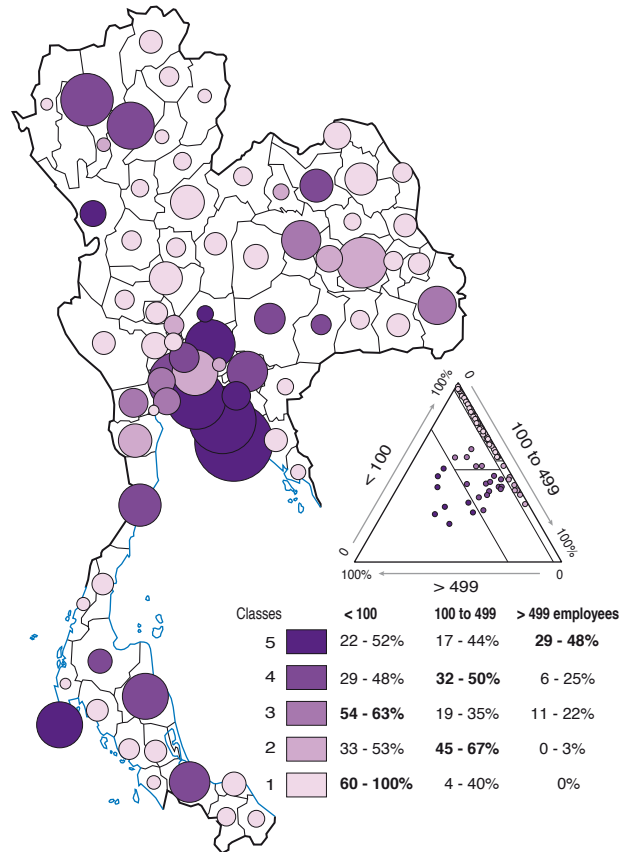 0
100%
< 100
100 to 499
0
100%
100%
0
> 499
Classes < 100 100 to 499 > 499 employees
5 22 - 52% 17 - 44% 29 - 48%
4 29 - 48% 32 - 50% 6 - 25%
3 54 - 63% 19 - 35% 11 - 22%
2 33 - 53% 45 - 67% 0 - 3%
1 60 - 100% 4 - 40% 0%